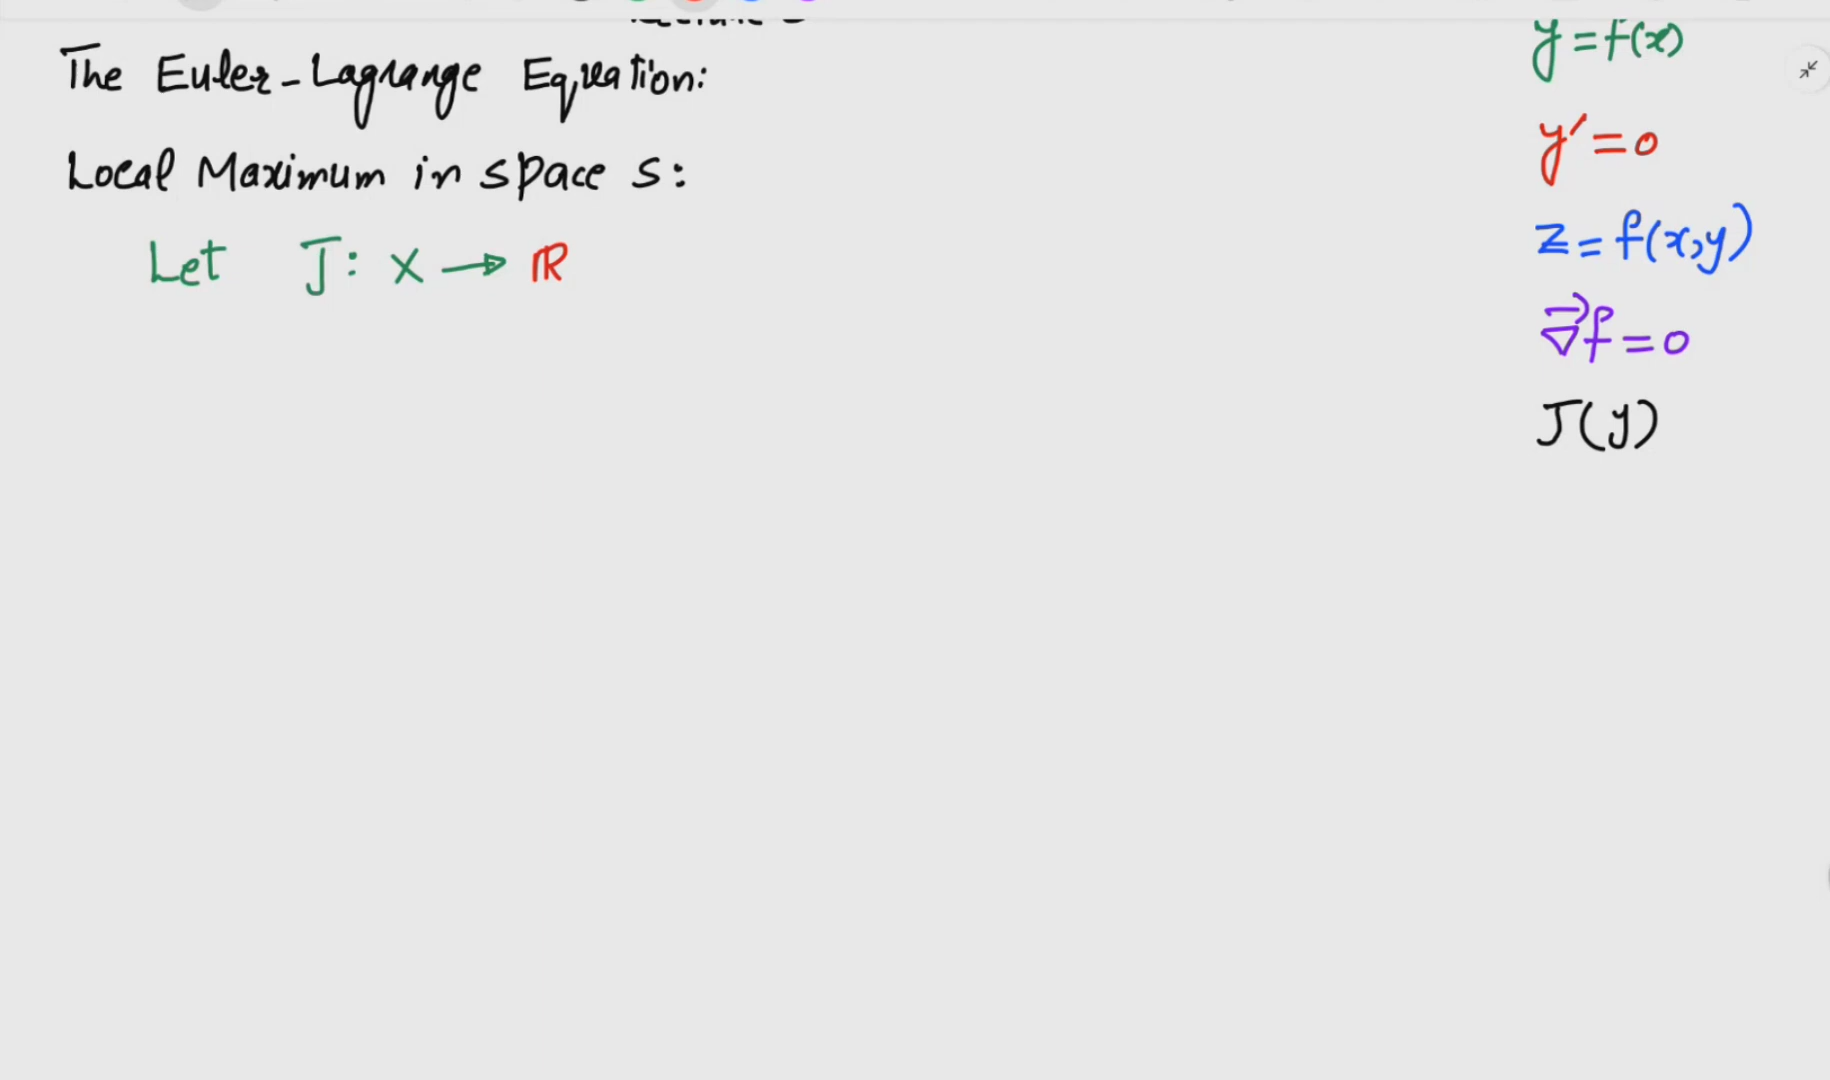 The Euler-Lagrange Equation:
Local Maximum in space S:
Let J: X → ℝ
y = f(x)
y′ = 0
z = f(x,y)
∇⃗f = 0
J(y)